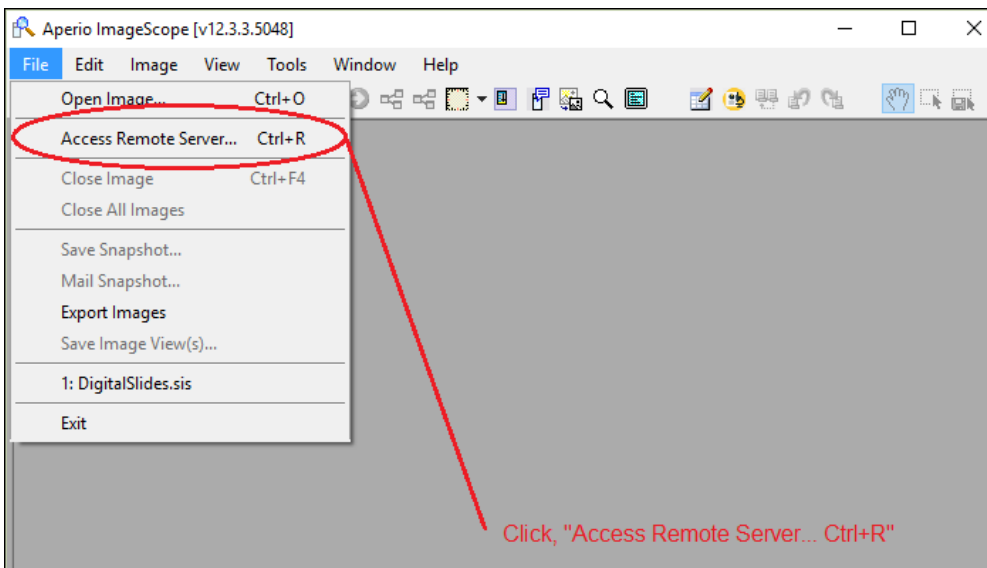 Aperio ImageScope [v12.3.3.5048]
File Edit Image View Tools Window Help
Open Image... Ctrl+O
Access Remote Server... Ctrl+R
Close Image Ctrl+F4
Close All Images
Save Snapshot...
Mail Snapshot...
Export Images
Save Image View(s)...
1: DigitalSlides.sis
Exit
Click, "Access Remote Server... Ctrl+R"